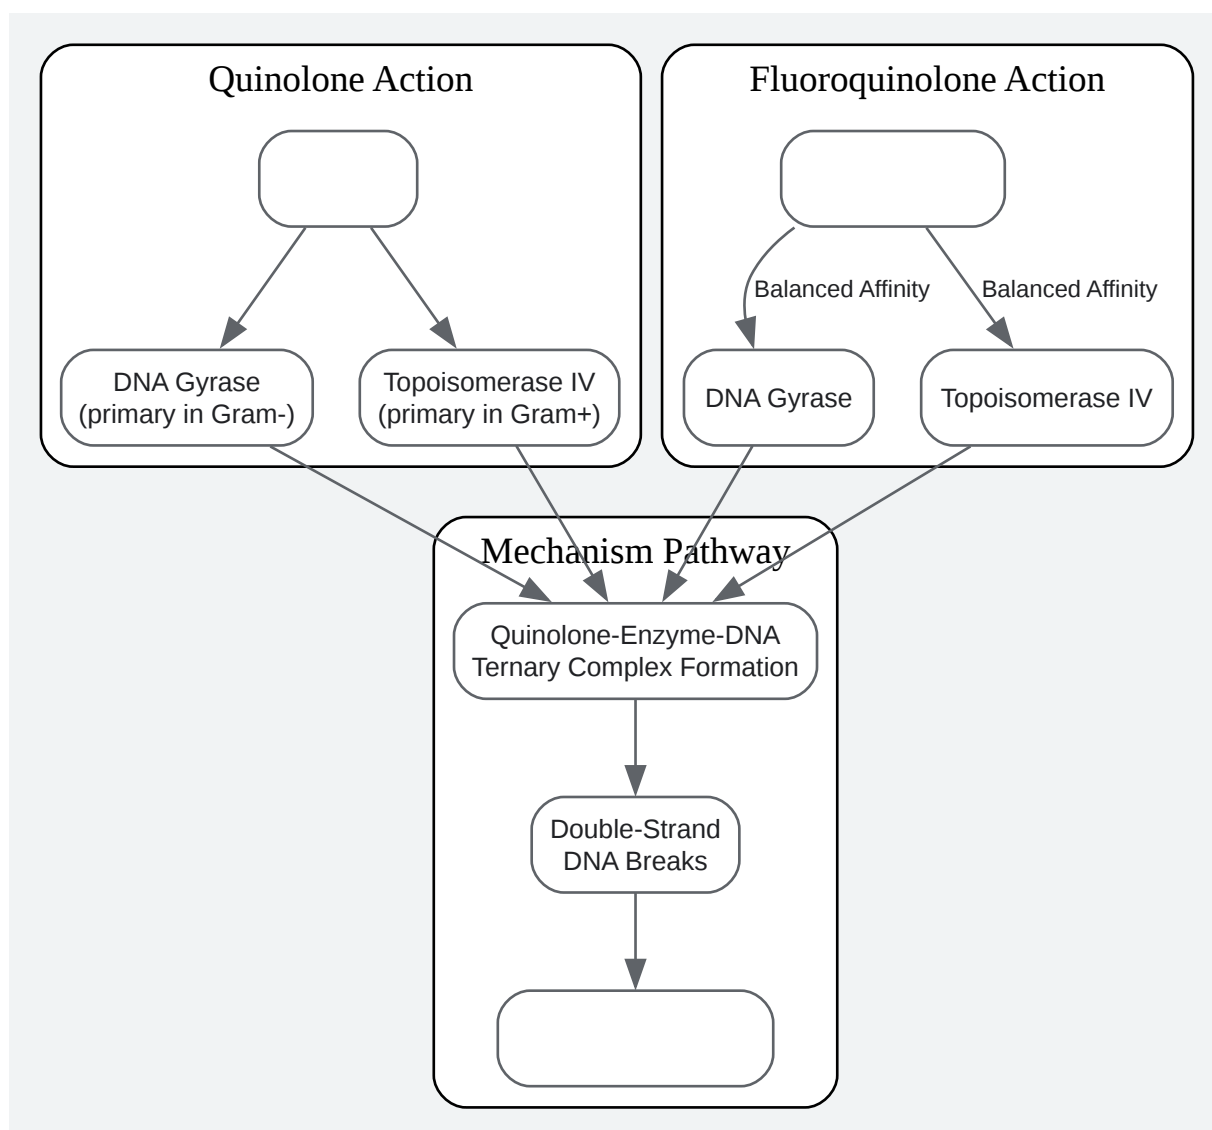 Quinolone Action
DNA Gyrase
(primary in Gram-)
Topoisomerase IV
(primary in Gram+)
Fluoroquinolone Action
Balanced Affinity
Balanced Affinity
DNA Gyrase
Topoisomerase IV
Mechanism Pathway
Quinolone-Enzyme-DNA
Ternary Complex Formation
Double-Strand
DNA Breaks